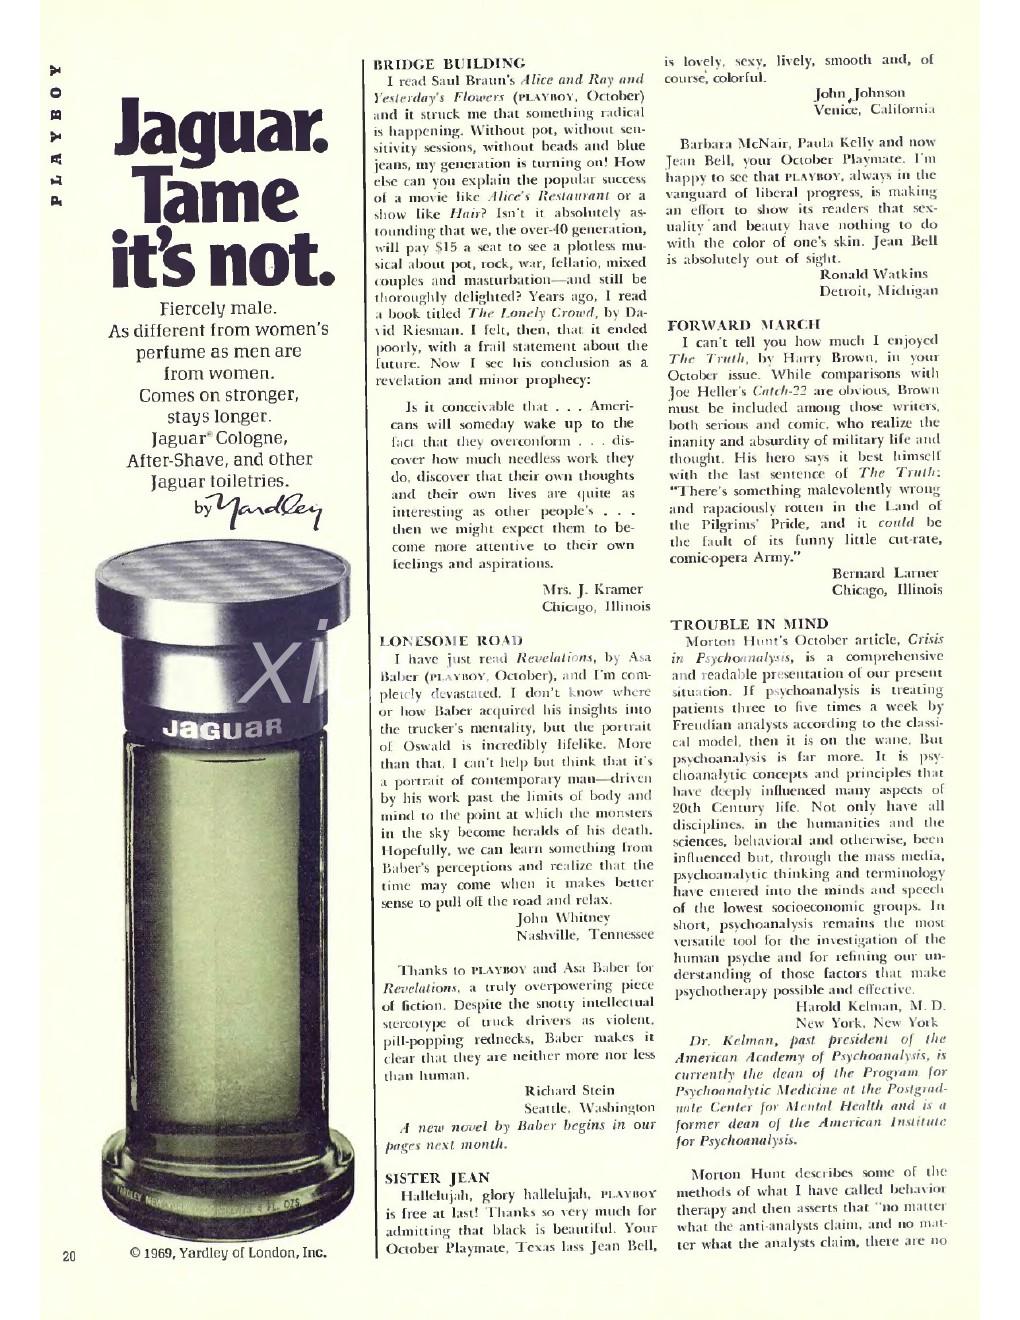 PLAYBOY
Jaguar.
Tame
it's not.
Fiercely male.
As different from women's
perfume as men are
from women.
Comes on stronger,
stays longer.
Jaguar® Cologne,
After-Shave, and other
Jaguar toiletries.
by Yardley
JAGUAR
4 FL. OZS.
20
© 1969, Yardley of London, Inc.
BRIDGE BUILDING
I read Saul Braun's Alice and Ray and
Yesterday's Flowers (PLAYBOY, October)
and it struck me that something radical
is happening. Without pot, without sen-
sitivity sessions, without beads and blue
jeans, my generation is turning on! How
else can you explain the popular success
of a movie like Alice's Restaurant or a
show like Hair? Isn't it absolutely as-
tounding that we, the over-40 generation,
will pay $15 a seat to see a plotless mu-
sical about pot, rock, war, fellatio, mixed
couples and masturbation—and still be
thoroughly delighted? Years ago, I read
a book titled The Lonely Crowd, by Da-
vid Riesman. I felt, then, that it ended
poorly, with a frail statement about the
future. Now I see his conclusion as a
revelation and minor prophecy:
Is it conceivable that . . . Ameri-
cans will someday wake up to the
fact that they overconform . . . dis-
cover how much needless work they
do, discover that their own thoughts
and their own lives are quite as
interesting as other people's . . .
then we might expect them to be-
come more attentive to their own
feelings and aspirations.
Mrs. J. Kramer
Chicago, Illinois
LONESOME ROAD
I have just read Revelations, by Asa
Baber (PLAYBOY, October), and I'm com-
pletely devastated. I don't know where
or how Baber acquired his insights into
the trucker's mentality, but the portrait
of Oswald is incredibly lifelike. More
than that, I can't help but think that it's
a portrait of contemporary man—driven
by his work past the limits of body and
mind to the point at which the monsters
in the sky become heralds of his death.
Hopefully, we can learn something from
Baber's perceptions and realize that the
time may come when it makes better
sense to pull off the road and relax.
John Whitney
Nashville, Tennessee
Thanks to PLAYBOY and Asa Baber for
Revelations, a truly overpowering piece
of fiction. Despite the snotty intellectual
stereotype of truck drivers as violent,
pill-popping rednecks, Baber makes it
clear that they are neither more nor less
than human.
Richard Stein
Seattle, Washington
A new novel by Baber begins in our
pages next month.
SISTER JEAN
Hallelujah, glory hallelujah, PLAYBOY
is free at last! Thanks so very much for
admitting that black is beautiful. Your
October Playmate, Texas lass Jean Bell,
is lovely, sexy, lively, smooth and, of
course, colorful.
John Johnson
Venice, California
Barbara McNair, Paula Kelly and now
Jean Bell, your October Playmate. I'm
happy to see that PLAYBOY, always in the
vanguard of liberal progress, is making
an effort to show its readers that sex-
uality and beauty have nothing to do
with the color of one's skin. Jean Bell
is absolutely out of sight.
Ronald Watkins
Detroit, Michigan
FORWARD MARCH
I can't tell you how much I enjoyed
The Truth, by Harry Brown, in your
October issue. While comparisons with
Joe Heller's Catch-22 are obvious, Brown
must be included among those writers,
both serious and comic, who realize the
inanity and absurdity of military life and
thought. His hero says it best himself
with the last sentence of The Truth:
"There's something malevolently wrong
and rapaciously rotten in the Land of
the Pilgrims' Pride, and it could be
the fault of its funny little cut-rate,
comic-opera Army."
Bernard Larner
Chicago, Illinois
TROUBLE IN MIND
Morton Hunt's October article, Crisis
in Psychoanalysis, is a comprehensive
and readable presentation of our present
situation. If psychoanalysis is treating
patients three to five times a week by
Freudian analysts according to the classi-
cal model, then it is on the wane. But
psychoanalysis is far more. It is psy-
choanalytic concepts and principles that
have deeply influenced many aspects of
20th Century life. Not only have all
disciplines, in the humanities and the
sciences, behavioral and otherwise, been
influenced but, through the mass media,
psychoanalytic thinking and terminology
have entered into the minds and speech
of the lowest socioeconomic groups. In
short, psychoanalysis remains the most
versatile tool for the investigation of the
human psyche and for refining our un-
derstanding of those factors that make
psychotherapy possible and effective.
Harold Kelman, M. D.
New York, New York
Dr. Kelman, past president of the
American Academy of Psychoanalysis, is
currently the dean of the Program for
Psychoanalytic Medicine at the Postgrad-
uate Center for Mental Health and is a
former dean of the American Institute
for Psychoanalysis.
Morton Hunt describes some of the
methods of what I have called behavior
therapy and then asserts that "no matter
what the anti-analysts claim, and no mat-
ter what the analysts claim, there are no